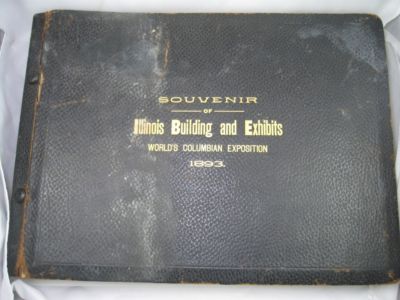 SOUVENIR
OF
Illinois Building and Exhibits
WORLD'S COLUMBIAN EXPOSITION
1893.